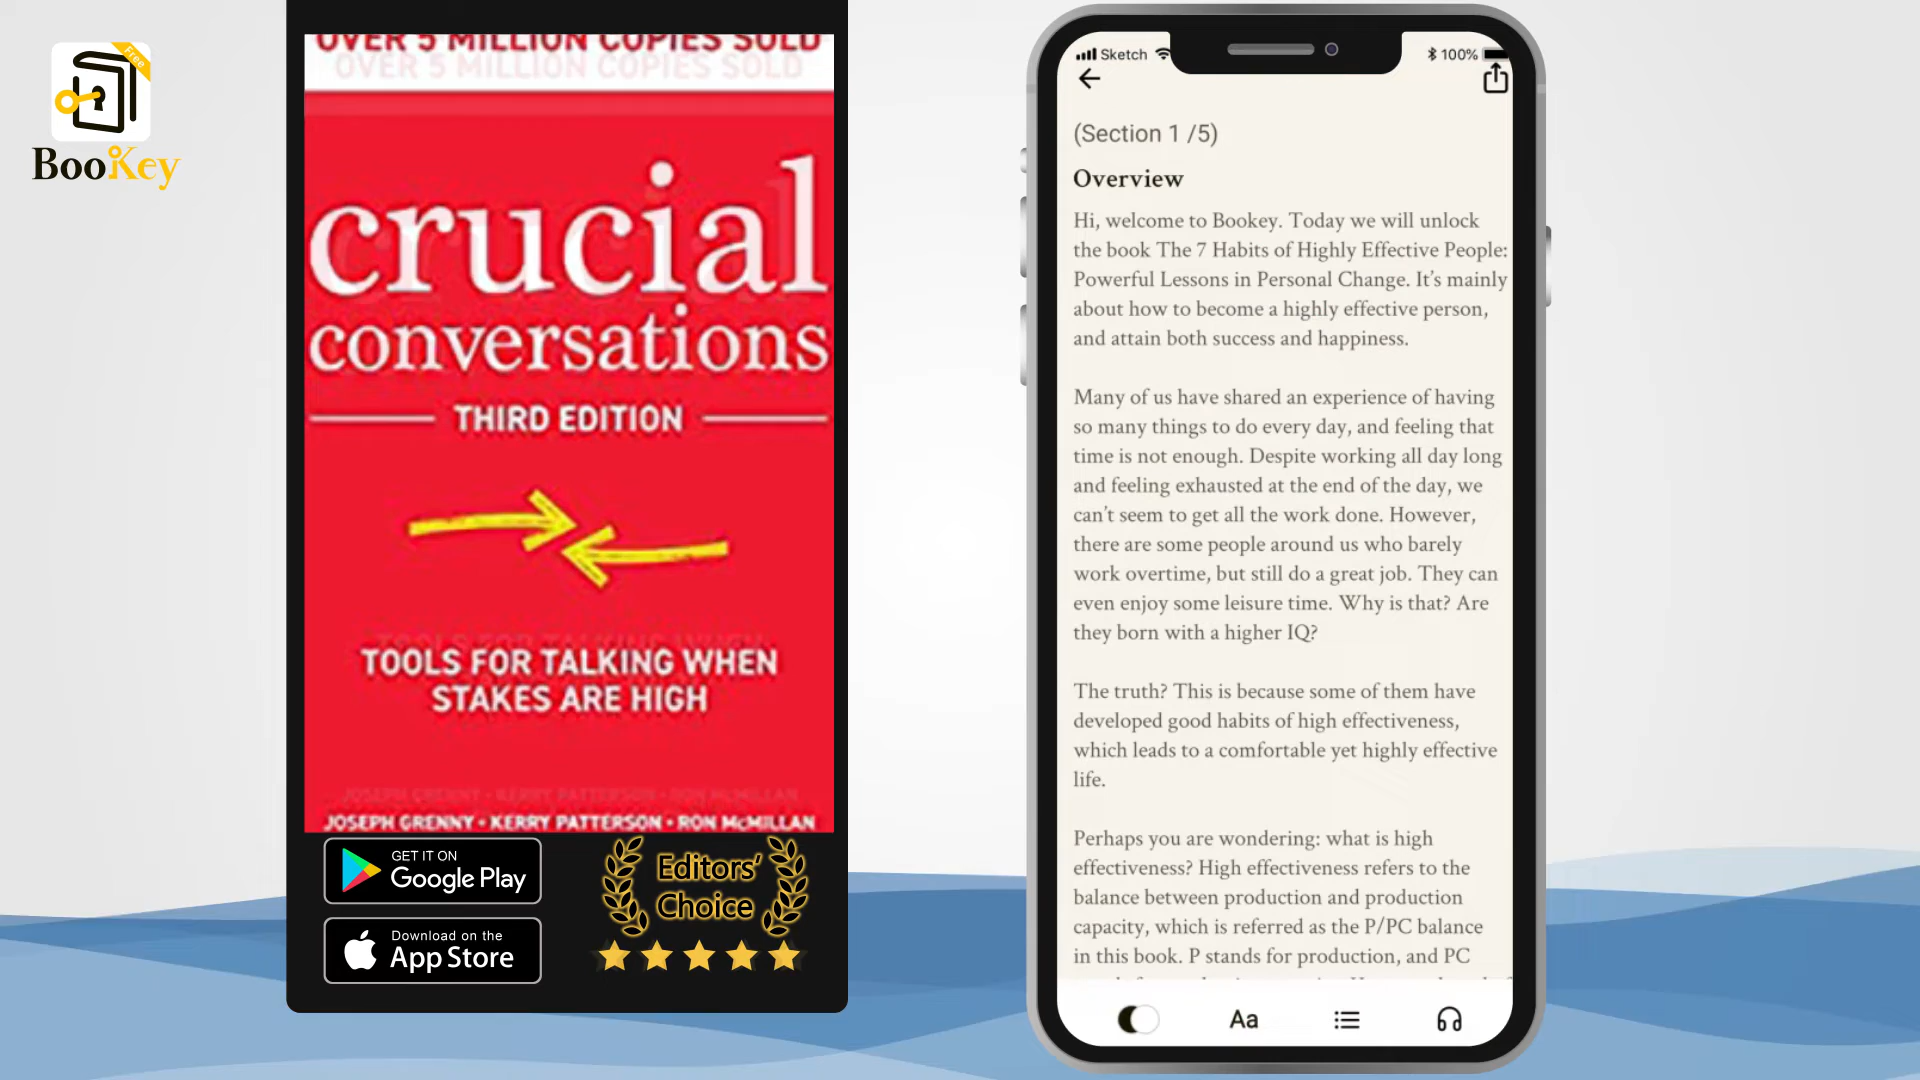 Free
BooKey
OVER 5 MILLION COPIES SOLD
OVER 5 MILLION COPIES SOLD
crucial
conversations
THIRD EDITION
TOOLS FOR TALKING WHEN
STAKES ARE HIGH
JOSEPH GRENNY • KERRY PATTERSON • RON McMILLAN
JOSEPH GRENNY • KERRY PATTERSON • RON McMILLAN
GET IT ON
Google Play
Download on the
App Store
Editors'
Choice
Sketch
100%
(Section 1 /5)
Overview
Hi, welcome to Bookey. Today we will unlock
the book The 7 Habits of Highly Effective People:
Powerful Lessons in Personal Change. It's mainly
about how to become a highly effective person,
and attain both success and happiness.
Many of us have shared an experience of having
so many things to do every day, and feeling that
time is not enough. Despite working all day long
and feeling exhausted at the end of the day, we
can't seem to get all the work done. However,
there are some people around us who barely
work overtime, but still do a great job. They can
even enjoy some leisure time. Why is that? Are
they born with a higher IQ?
The truth? This is because some of them have
developed good habits of high effectiveness,
which leads to a comfortable yet highly effective
life.
Perhaps you are wondering: what is high
effectiveness? High effectiveness refers to the
balance between production and production
capacity, which is referred as the P/PC balance
in this book. P stands for production, and PC
Aa